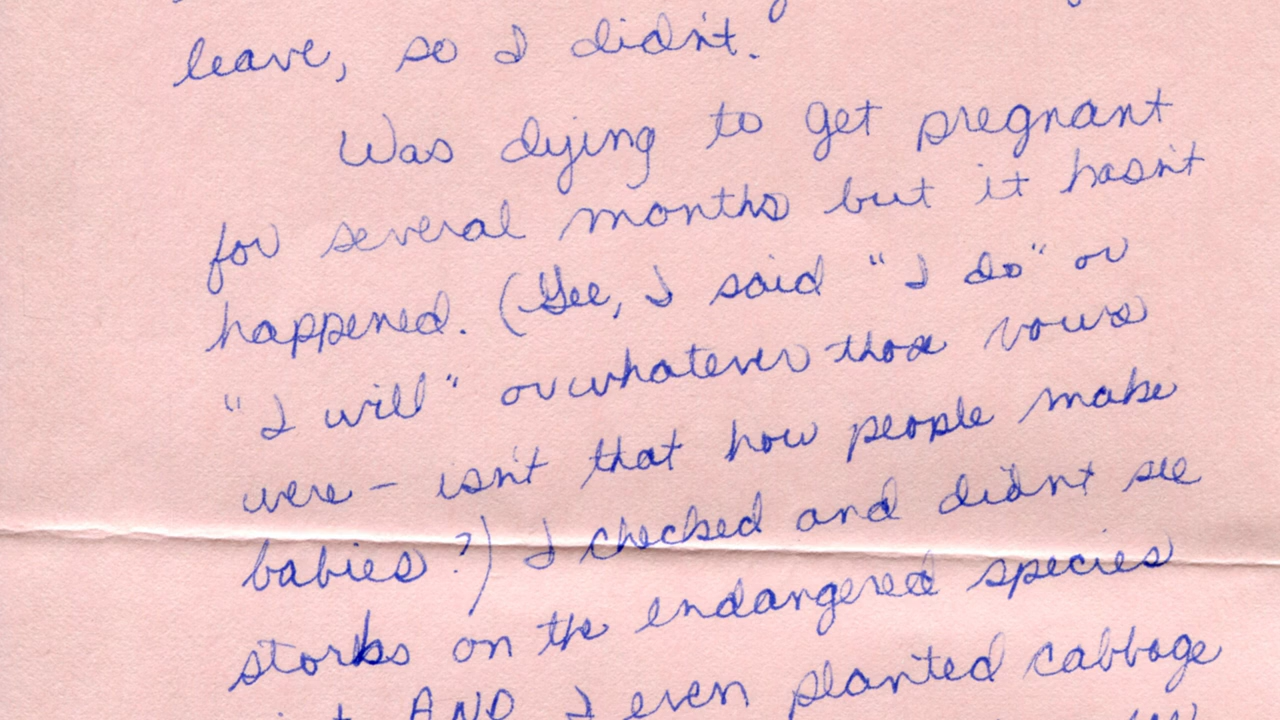 leave, so I didn't.
Was dying to get pregnant
for several months but it hasn't
happened. (Gee, I said "I do" or
"I will" or whatever those vows
were - isn't that how people make
babies?) I checked and didn't see
storks on the endangered species
AND I even planted cabbage